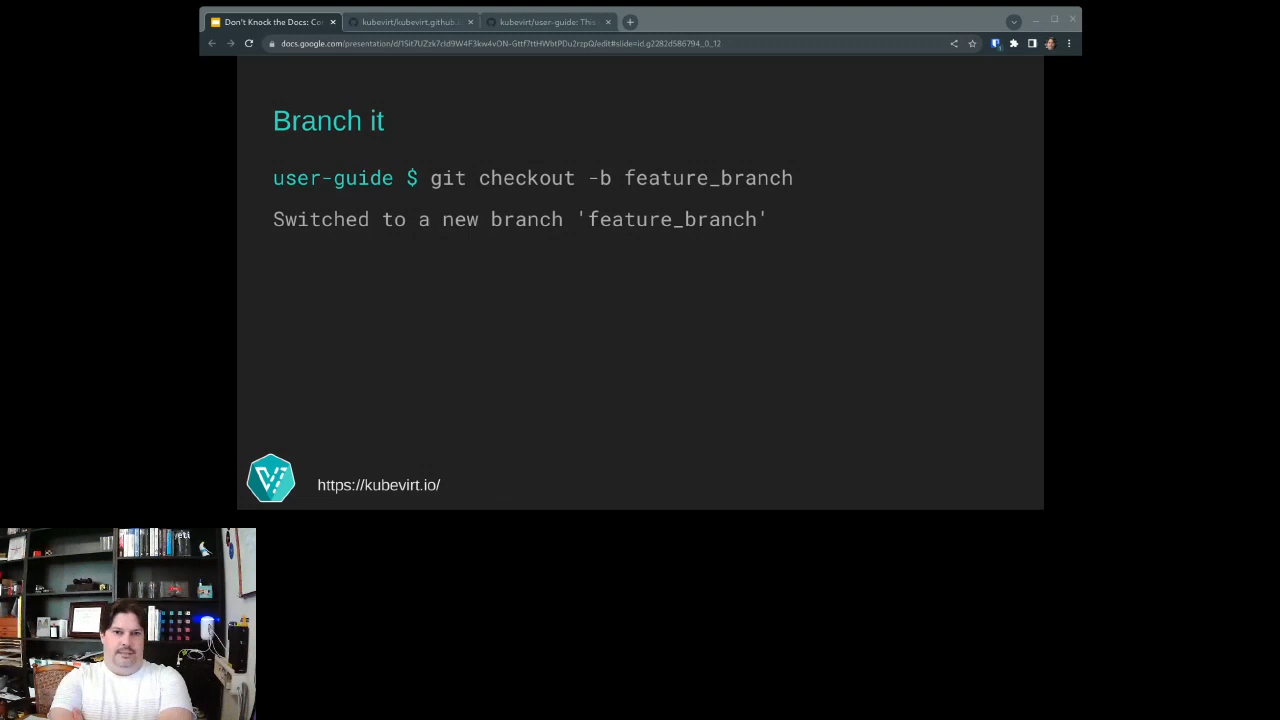 Don't Knock the Docs: Co
kubevirt/kubevirt.github.
kubevirt/user-guide: This
Branch it
user-guide $ git checkout -b feature_branch
Switched to a new branch 'feature_branch'
https://kubevirt.io/